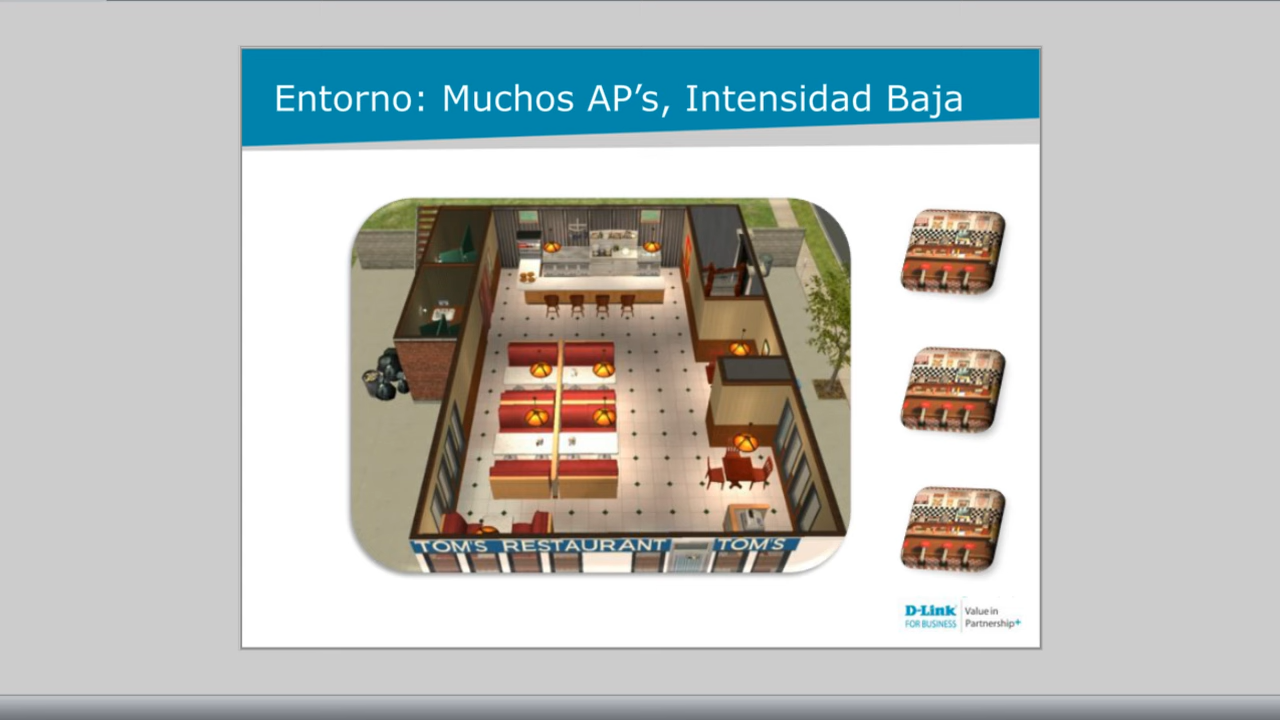 Entorno: Muchos AP’s, Intensidad Baja
TOM'S RESTAURANT TOM'S
D-Link
FOR BUSINESS
Value in
Partnership+